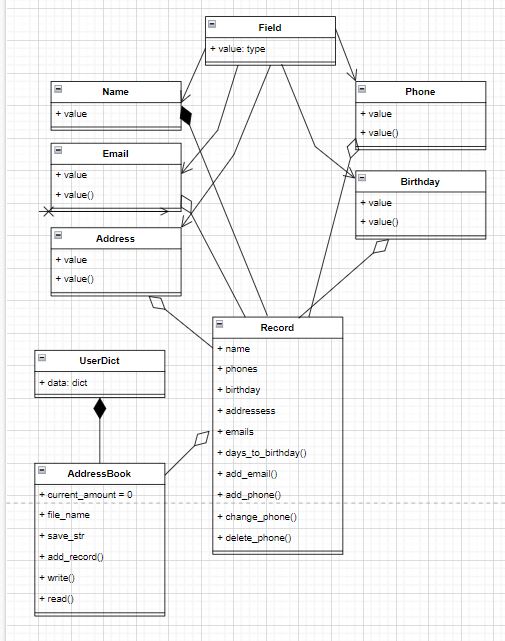 Field
+ value: type
Name
+ value
Phone
+ value
+ value()
Email
+ value
+ value()
Birthday
+ value
+ value()
Address
+ value
+ value()
Record
+ name
+ phones
+ birthday
+ addressess
+ emails
+ days_to_birthday()
+ add_email()
+ add_phone()
+ change_phone()
+ delete_phone()
UserDict
+ data: dict
AddressBook
+ current_amount = 0
+ file_name
+ save_str
+ add_record()
+ write()
+ read()